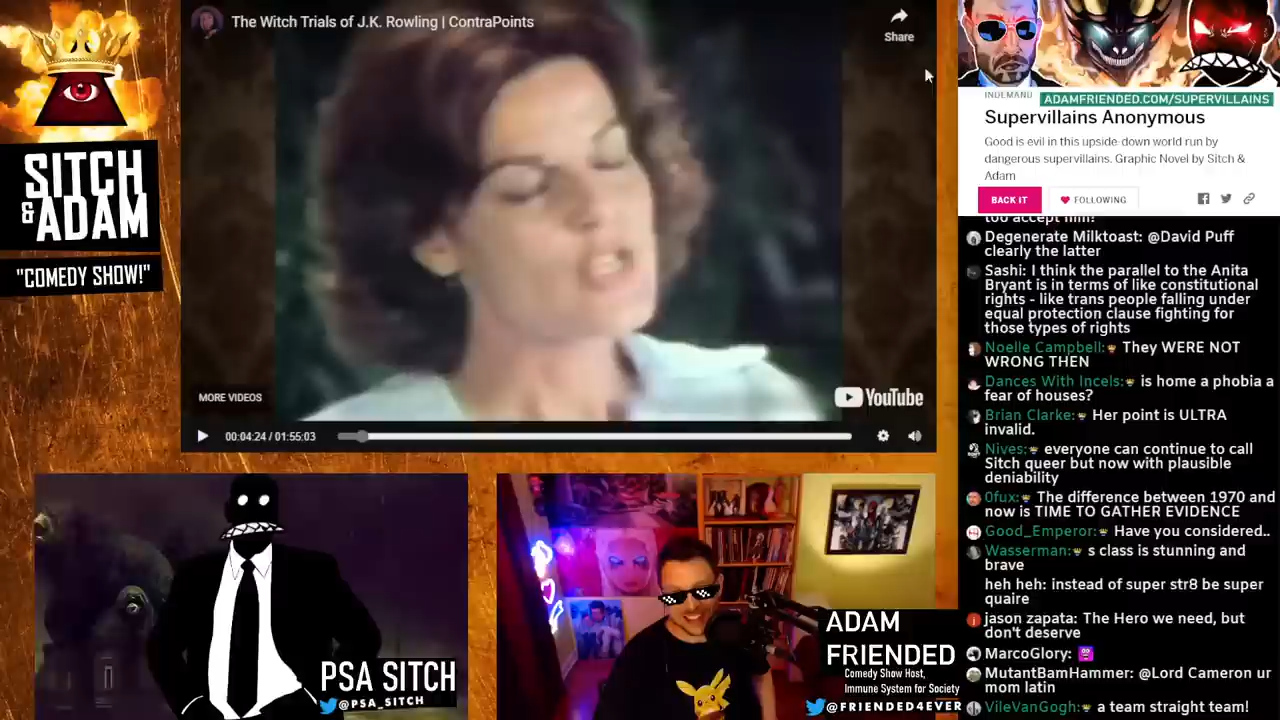 The Witch Trials of J.K. Rowling | ContraPoints
Share
MORE VIDEOS
YouTube
00:04:24 / 01:55:03
SITCH
& ADAM
"COMEDY SHOW!"
PSA SITCH
@PSA_SITCH
ADAM
FRIENDED
Comedy Show Host,
Immune System for Society
@FRIENDED4EVER
INDEMAND
ADAMFRIENDED.COM/SUPERVILLAINS
Supervillains Anonymous
Good is evil in this upside-down world run by
dangerous supervillains. Graphic Novel by Sitch &
Adam
BACK IT
FOLLOWING
too accept him!
Degenerate Milktoast: @David Puff
clearly the latter
Sashi: I think the parallel to the Anita
Bryant is in terms of like constitutional
rights - like trans people falling under
equal protection clause fighting for
those types of rights
Noelle Campbell: They WERE NOT
WRONG THEN
Dances With Incels: is home a phobia a
fear of houses?
Brian Clarke: Her point is ULTRA
invalid.
Nives: everyone can continue to call
Sitch queer but now with plausible
deniability
0fux: The difference between 1970 and
now is TIME TO GATHER EVIDENCE
Good_Emperor: Have you considered..
Wasserman: s class is stunning and
brave
heh heh: instead of super str8 be super
quaire
jason zapata: The Hero we need, but
don't deserve
MarcoGlory:
MutantBamHammer: @Lord Cameron ur
mom latin
VileVanGogh: a team straight team!